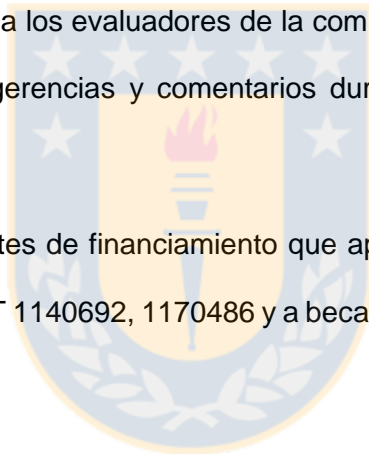 a los evaluadores de la com
gerencias y comentarios dur
tes de financiamiento que ap
T 1140692, 1170486 y a beca